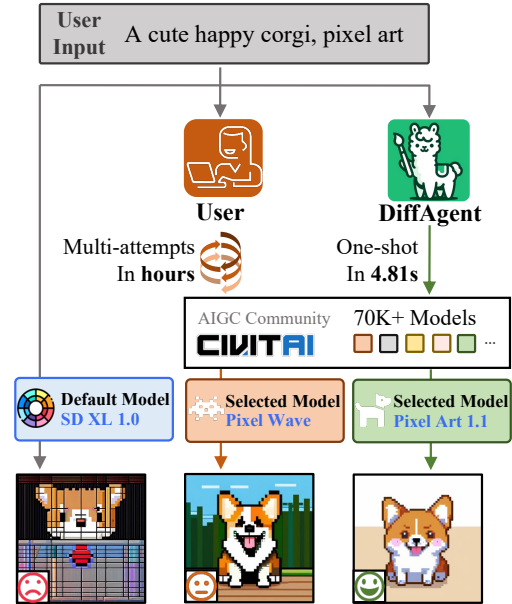 User
Input
A cute happy corgi, pixel art
User
DiffAgent
Multi-attempts
In hours
One-shot
In 4.81s
AIGC Community
CIVITAI
70K+ Models
...
Default Model
SD XL 1.0
Selected Model
Pixel Wave
Selected Model
Pixel Art 1.1